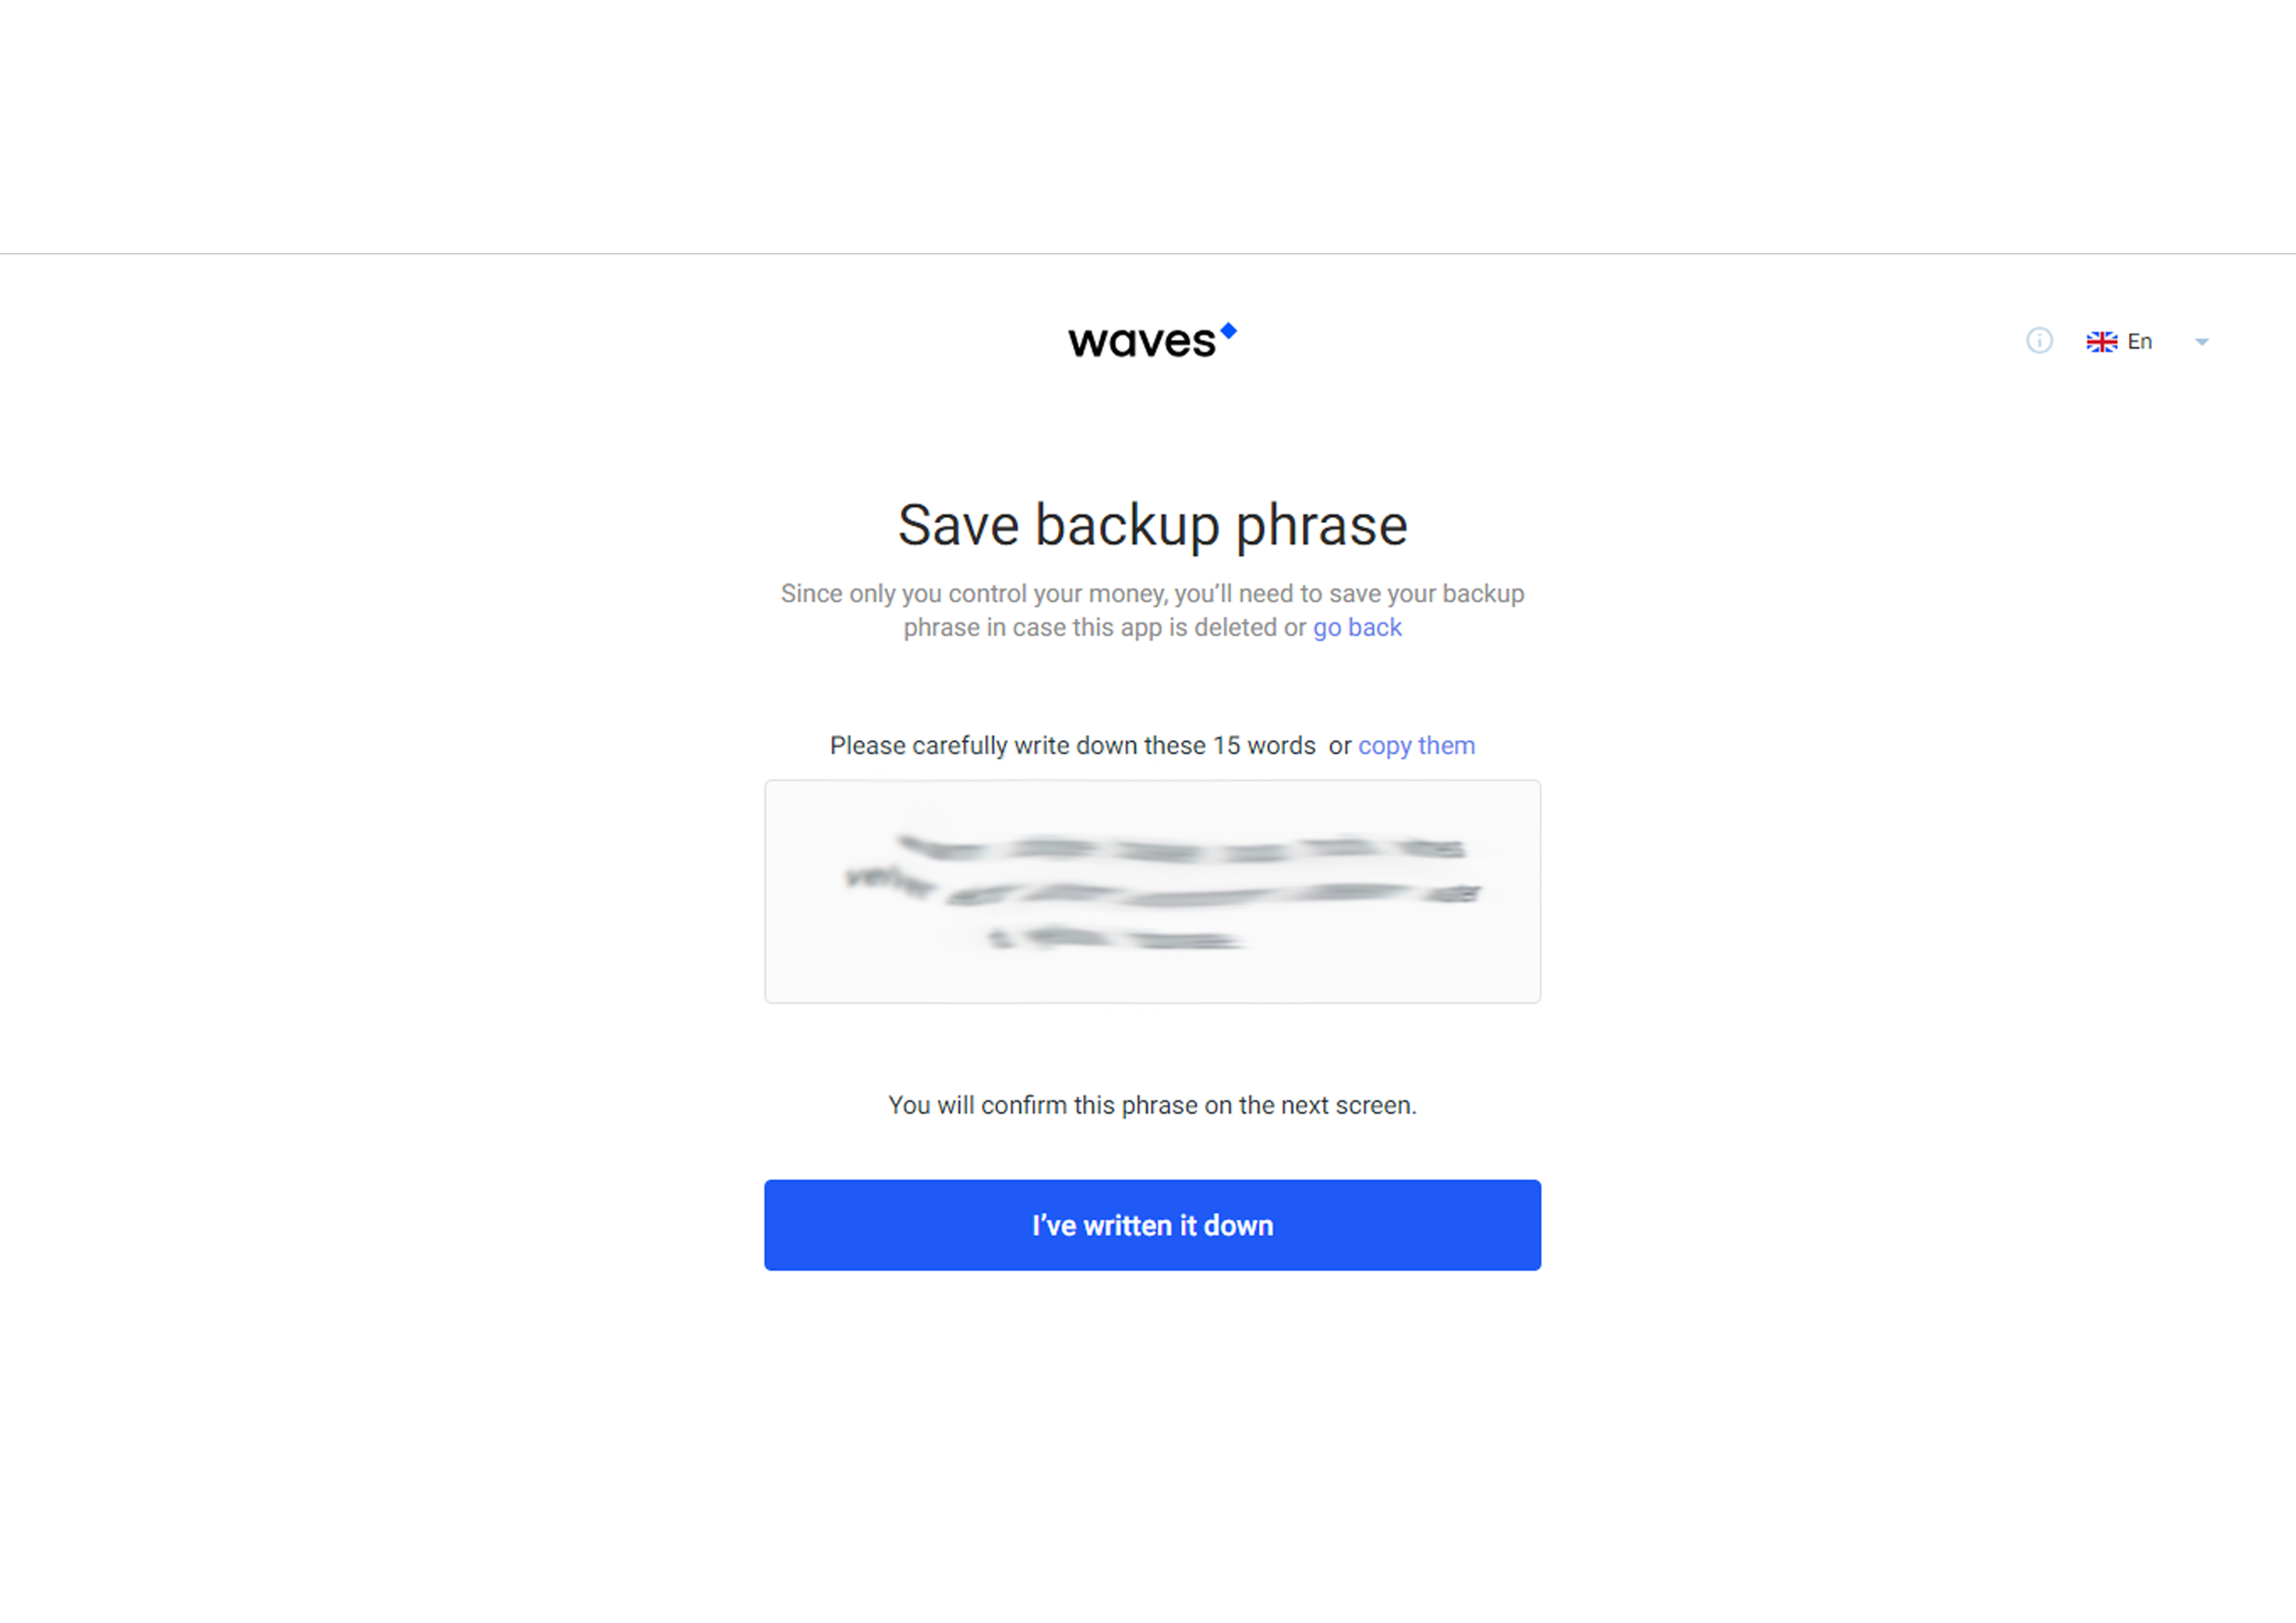 waves
En
Save backup phrase
Since only you control your money, you’ll need to save your backup
phrase in case this app is deleted or go back
Please carefully write down these 15 words  or copy them
You will confirm this phrase on the next screen.
I’ve written it down